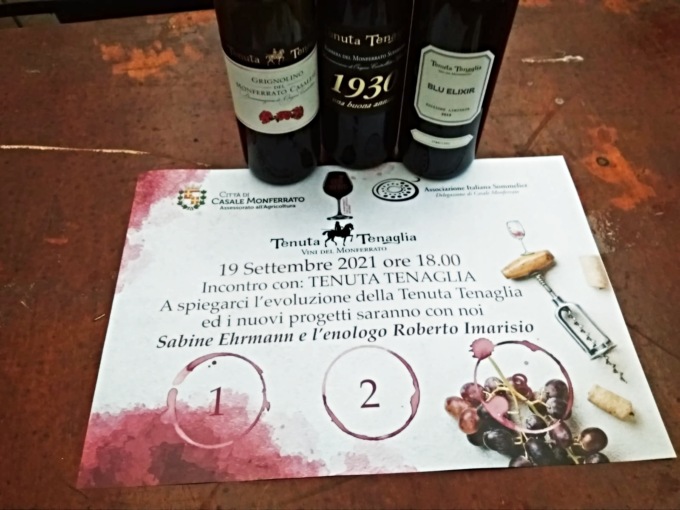 Tenuta Tenaglia
GRIGNOLINO
DEL
MONFERRATO CASALESE
Tenuta Tenaglia
1930
una buona annata
Tenuta Tenaglia
BLU ELIXIR
CITTÀ DI
CASALE MONFERRATO
Assessorato all'Agricoltura
Associazione Italiana Sommelier
Delegazione di Casale Monferrato
Tenuta Tenaglia
VINI DEL MONFERRATO
19 Settembre 2021 ore 18.00
Incontro con: TENUTA TENAGLIA
A spiegarci l'evoluzione della Tenuta Tenaglia
ed i nuovi progetti saranno con noi
Sabine Ehrmann e l'enologo Roberto Imarisio
1
2